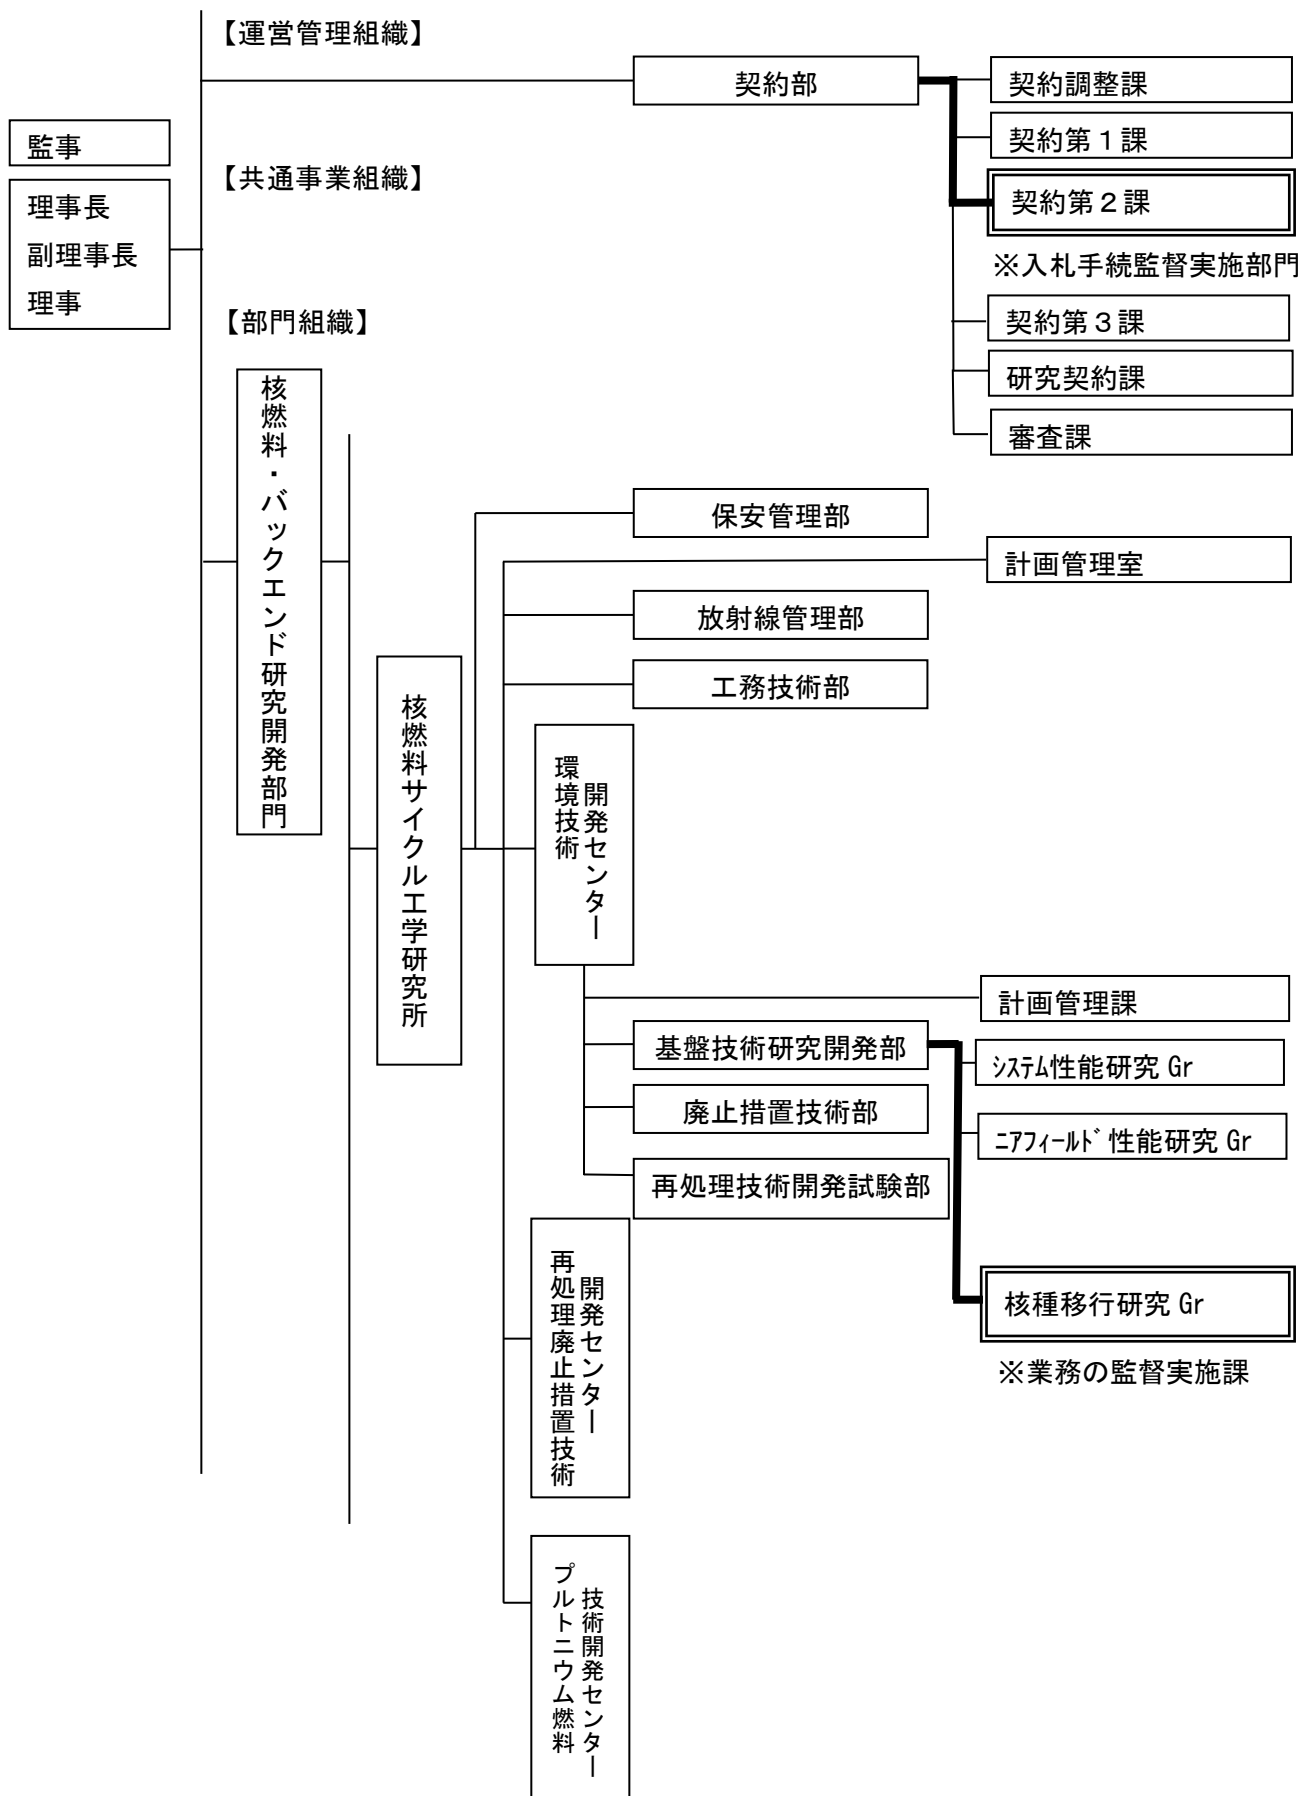 【運営管理組織】
契約部
契約調整課
契約第１課
契約第２課
※入札手続監督実施部門
契約第３課
研究契約課
審査課
監事
理事長
副理事長
理事
【共通事業組織】
【部門組織】
核燃料・バックエンド研究開発部門
核燃料サイクル工学研究所
保安管理部
計画管理室
放射線管理部
工務技術部
環境技術
開発センター
計画管理課
基盤技術研究開発部
ｼｽﾃﾑ性能研究 Gr
ﾆｱﾌｨｰﾙﾄﾞ性能研究 Gr
核種移行研究 Gr
※業務の監督実施課
廃止措置技術部
再処理技術開発試験部
再処理廃止措置技術
開発センター
プルトニウム燃料
技術開発センター